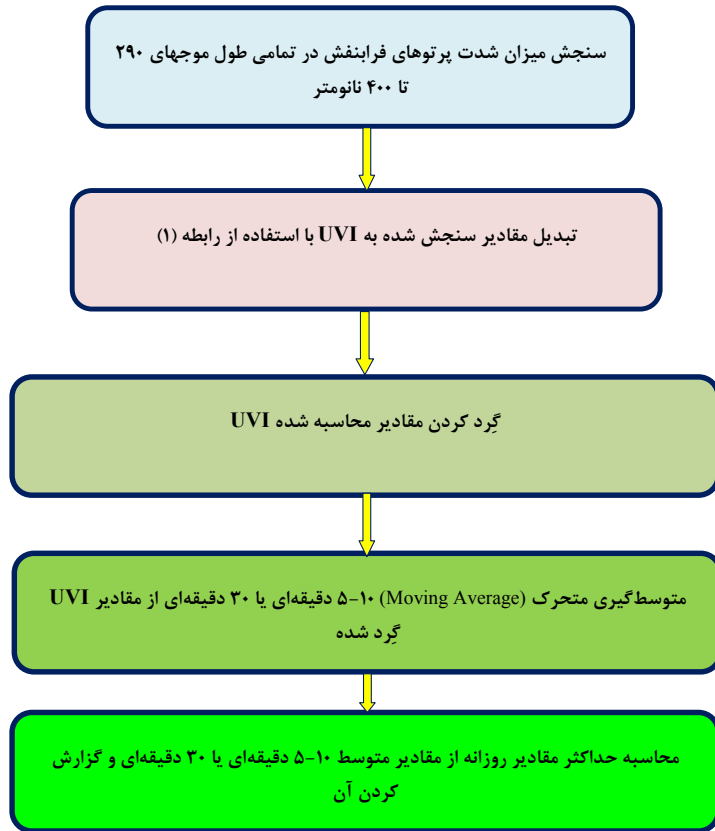 سنجش میزان شدت پرتوهای فرابنفش در تمامی طول موجهای ۲۹۰
تا ۴۰۰ نانومتر
تبدیل مقادیر سنجش شده به UVI با استفاده از رابطه (۱)
گِرد کردن مقادیر محاسبه شده UVI
متوسط‌گیری متحرک (Moving Average) ۵-۱۰ دقیقه‌ای یا ۳۰ دقیقه‌ای از مقادیر UVI
گِرد شده
محاسبه حداکثر مقادیر روزانه از مقادیر متوسط ۵-۱۰ دقیقه‌ای یا ۳۰ دقیقه‌ای و گزارش
کردن آن